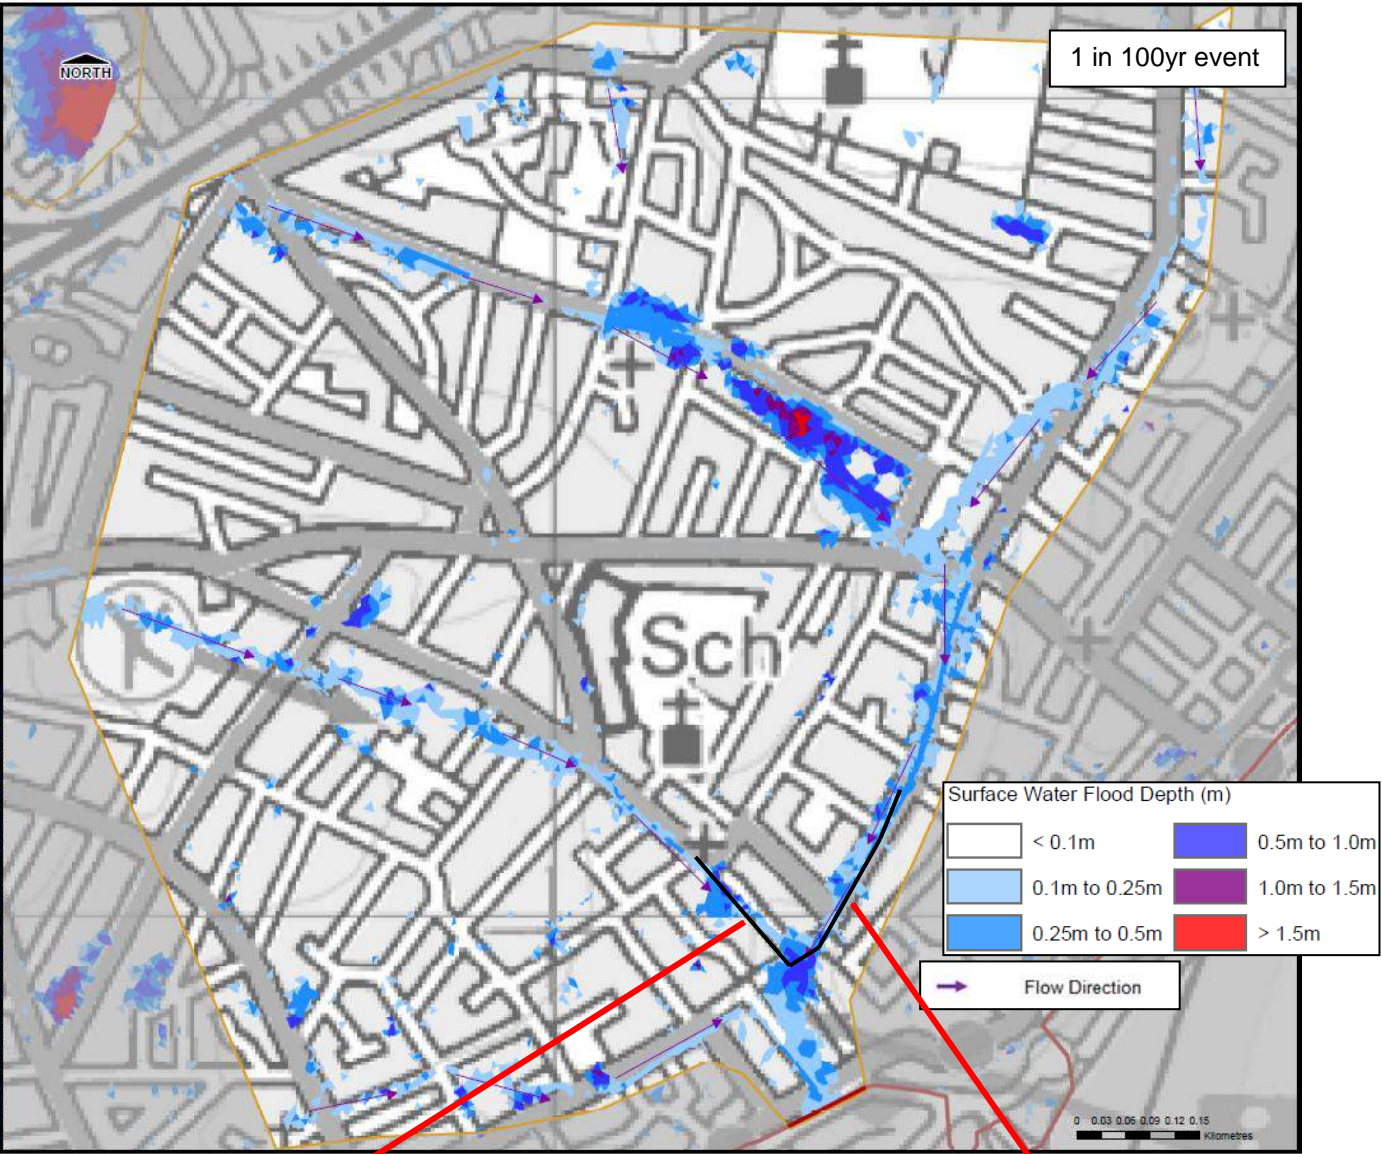 NORTH
1 in 100yr event
Sch
Surface Water Flood Depth (m)
< 0.1m
0.5m to 1.0m
0.1m to 0.25m
1.0m to 1.5m
0.25m to 0.5m
> 1.5m
Flow Direction
0 0.03 0.06 0.09 0.12 0.15
Kilometres